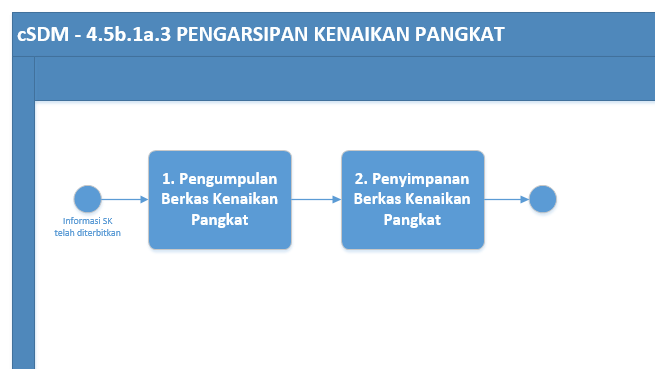 cSDM - 4.5b.1a.3 PENGARSIPAN KENAIKAN PANGKAT
Informasi SK
telah diterbitkan
1. Pengumpulan
Berkas Kenaikan
Pangkat
2. Penyimpanan
Berkas Kenaikan
Pangkat